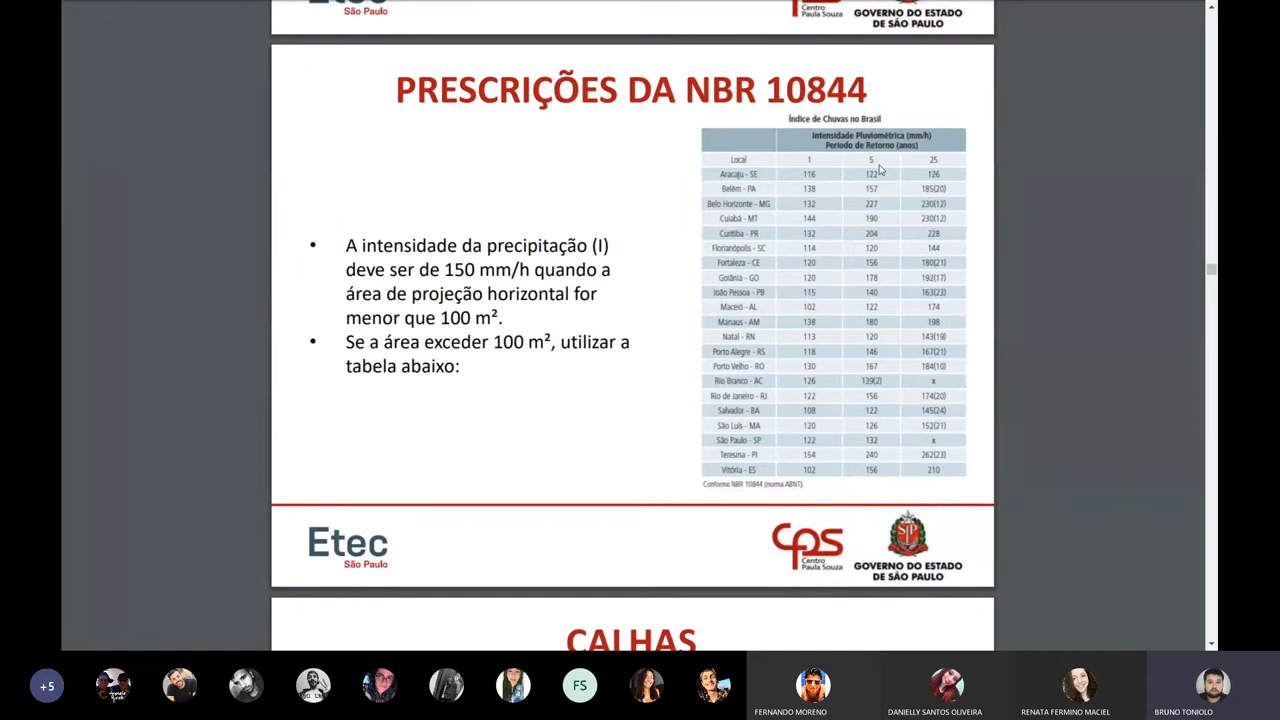 Etec
São Paulo
Centro
Paula Souza
GOVERNO DO ESTADO
DE SÃO PAULO
PRESCRIÇÕES DA NBR 10844
Índice de Chuvas no Brasil
Intensidade Pluviométrica (mm/h)
Período de Retorno (anos)
Local 1 5 25
Aracaju - SE 116 122 126
Belém - PA 138 157 185(20)
Belo Horizonte - MG 132 227 230(12)
Cuiabá - MT 144 190 230(12)
Curitiba - PR 132 204 228
Florianópolis - SC 114 120 144
Fortaleza - CE 120 156 180(21)
Goiânia - GO 120 178 192(17)
João Pessoa - PB 115 140 163(23)
Maceió - AL 102 122 174
Manaus - AM 138 180 198
Natal - RN 113 120 143(19)
Porto Alegre - RS 118 146 167(21)
Porto Velho - RO 130 167 184(10)
Rio Branco - AC 126 139(2) x
Rio de Janeiro - RJ 122 156 174(20)
Salvador - BA 108 122 145(24)
São Luís - MA 120 126 152(21)
São Paulo - SP 122 132 x
Teresina - PI 154 240 262(23)
Vitória - ES 102 156 210
Conforme NBR 10844 (norma ABNT).
• A intensidade da precipitação (I)
deve ser de 150 mm/h quando a
área de projeção horizontal for
menor que 100 m².
• Se a área exceder 100 m², utilizar a
tabela abaixo:
Etec
São Paulo
CPS
Centro
Paula Souza
SP
GOVERNO DO ESTADO
DE SÃO PAULO
CALHAS
+5
FS
FERNANDO MORENO
DANIELLY SANTOS OLIVEIRA
RENATA FERMINO MACIEL
BRUNO TONIOLO